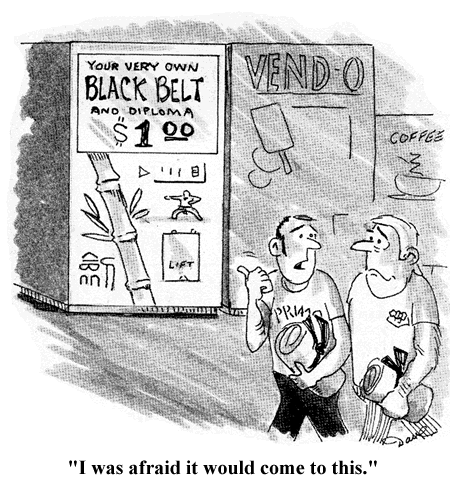 YOUR VERY OWN
BLACK BELT
AND DIPLOMA
$1.00
LIFT
VEND-O
COFFEE
"I was afraid it would come to this."